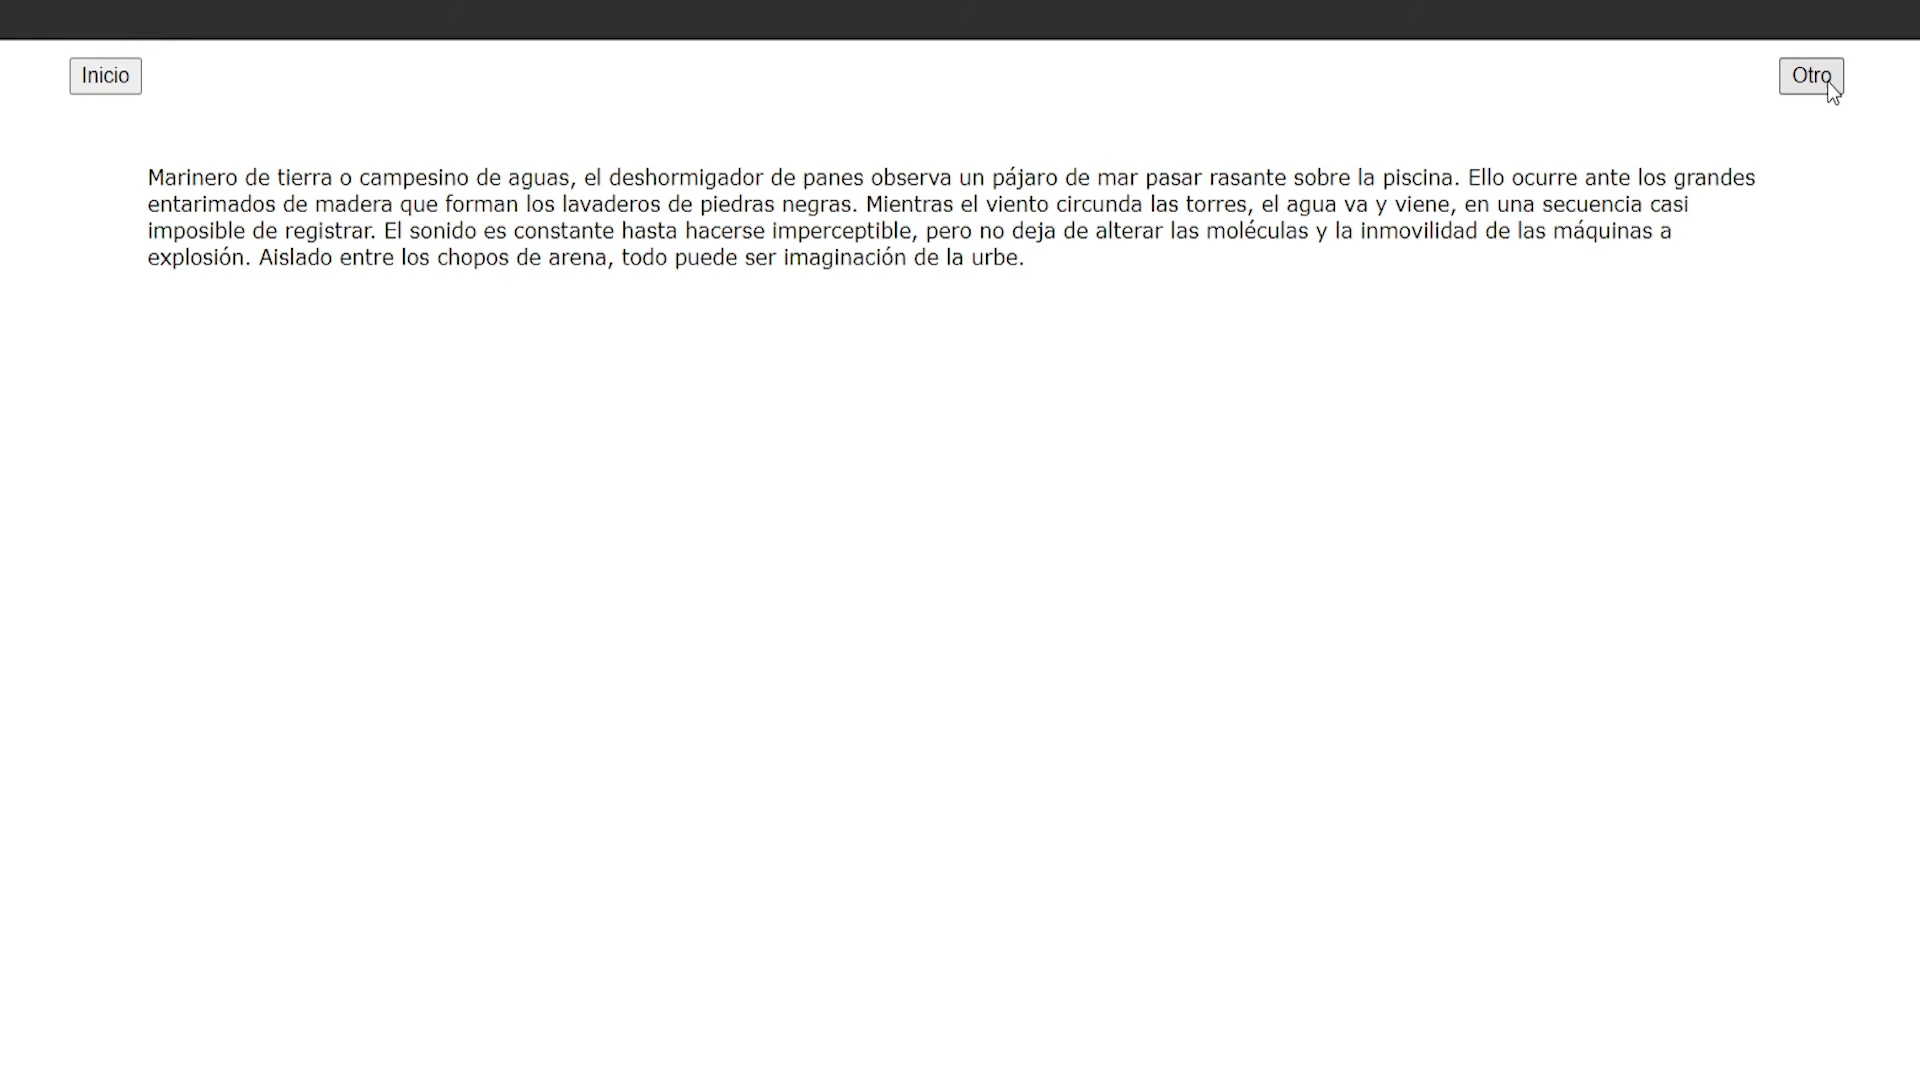 Inicio
Otro
Marinero de tierra o campesino de aguas, el deshormigador de panes observa un pájaro de mar pasar rasante sobre la piscina. Ello ocurre ante los grandes
entarimados de madera que forman los lavaderos de piedras negras. Mientras el viento circunda las torres, el agua va y viene, en una secuencia casi
imposible de registrar. El sonido es constante hasta hacerse imperceptible, pero no deja de alterar las moléculas y la inmovilidad de las máquinas a
explosión. Aislado entre los chopos de arena, todo puede ser imaginación de la urbe.